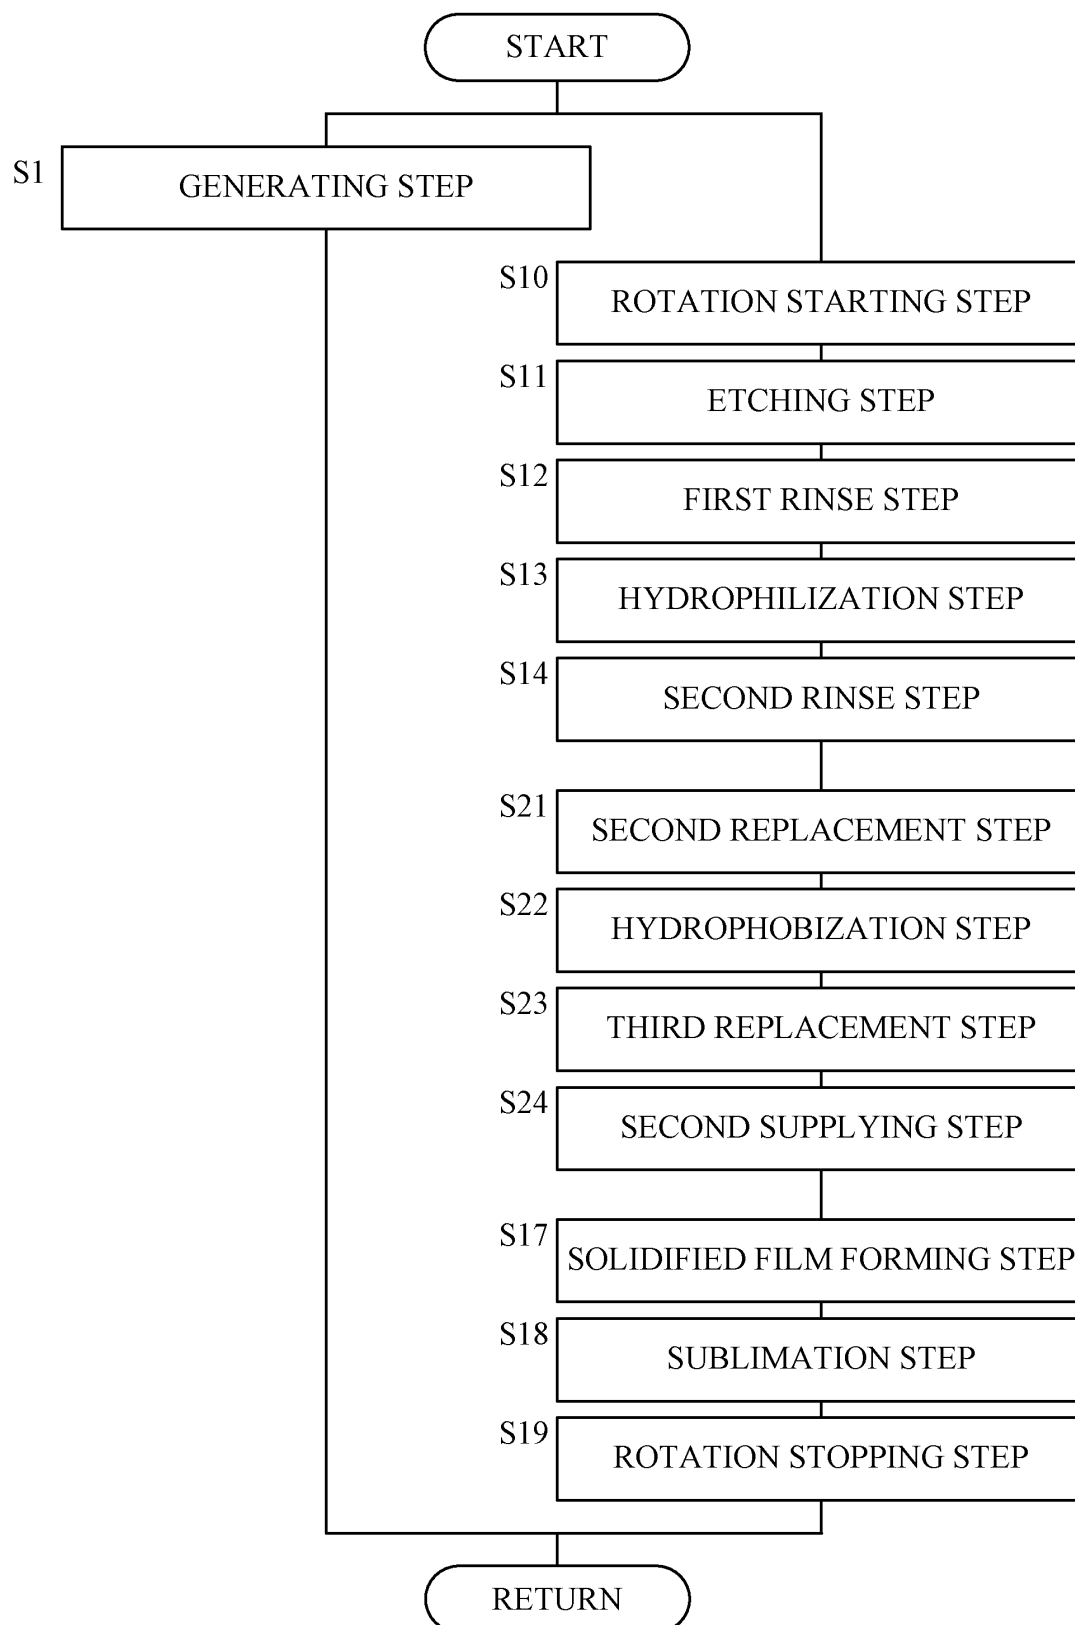 START
S1
GENERATING STEP
S10
ROTATION STARTING STEP
S11
ETCHING STEP
S12
FIRST RINSE STEP
S13
HYDROPHILIZATION STEP
S14
SECOND RINSE STEP
S21
SECOND REPLACEMENT STEP
S22
HYDROPHOBIZATION STEP
S23
THIRD REPLACEMENT STEP
S24
SECOND SUPPLYING STEP
S17
SOLIDIFIED FILM FORMING STEP
S18
SUBLIMATION STEP
S19
ROTATION STOPPING STEP
RETURN